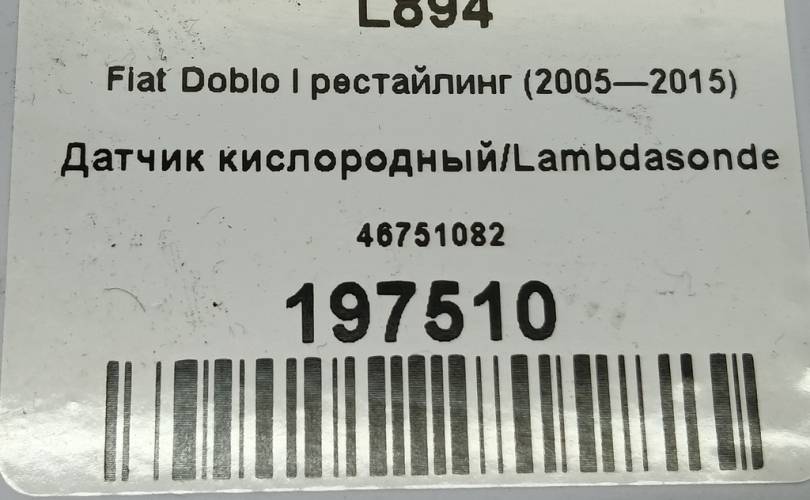 L894
Fiat Doblo I рестайлинг (2005—2015)
Датчик кислородный/Lambdasonde
46751082
197510